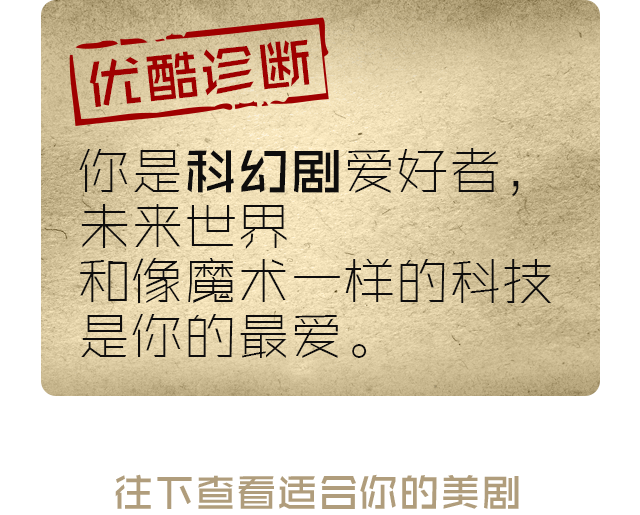 优酷诊断
你是科幻剧爱好者，
未来世界
和像魔术一样的科技
是你的最爱。
往下查看适合你的美剧